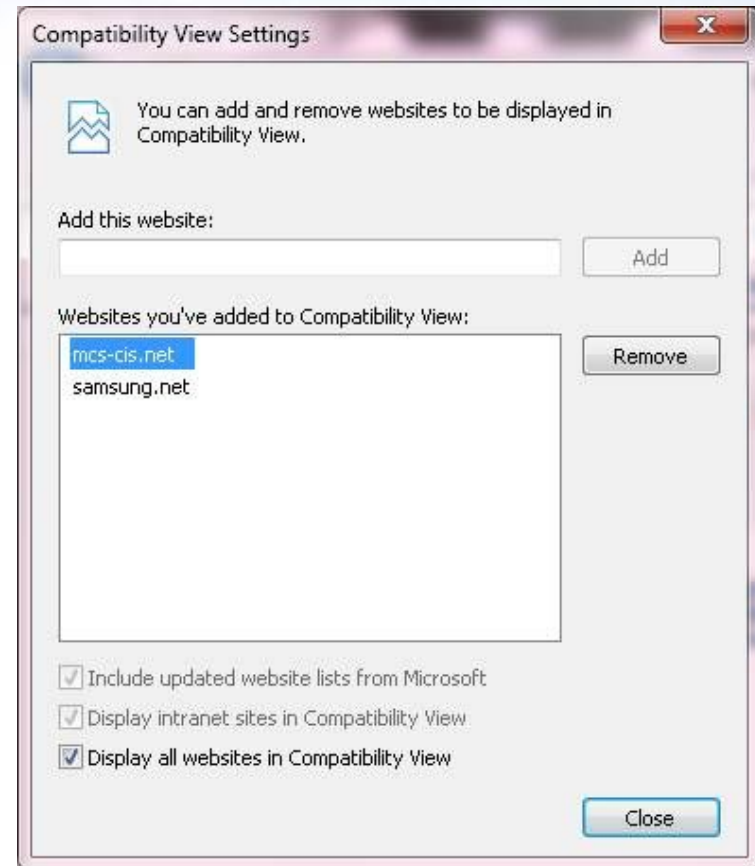 Compatibility View Settings
You can add and remove websites to be displayed in
Compatibility View.
Add this website:
Add
Websites you've added to Compatibility View:
mcs-cis.net
Remove
samsung.net
Include updated website lists from Microsoft
Display intranet sites in Compatibility View
Display all websites in Compatibility View
Close